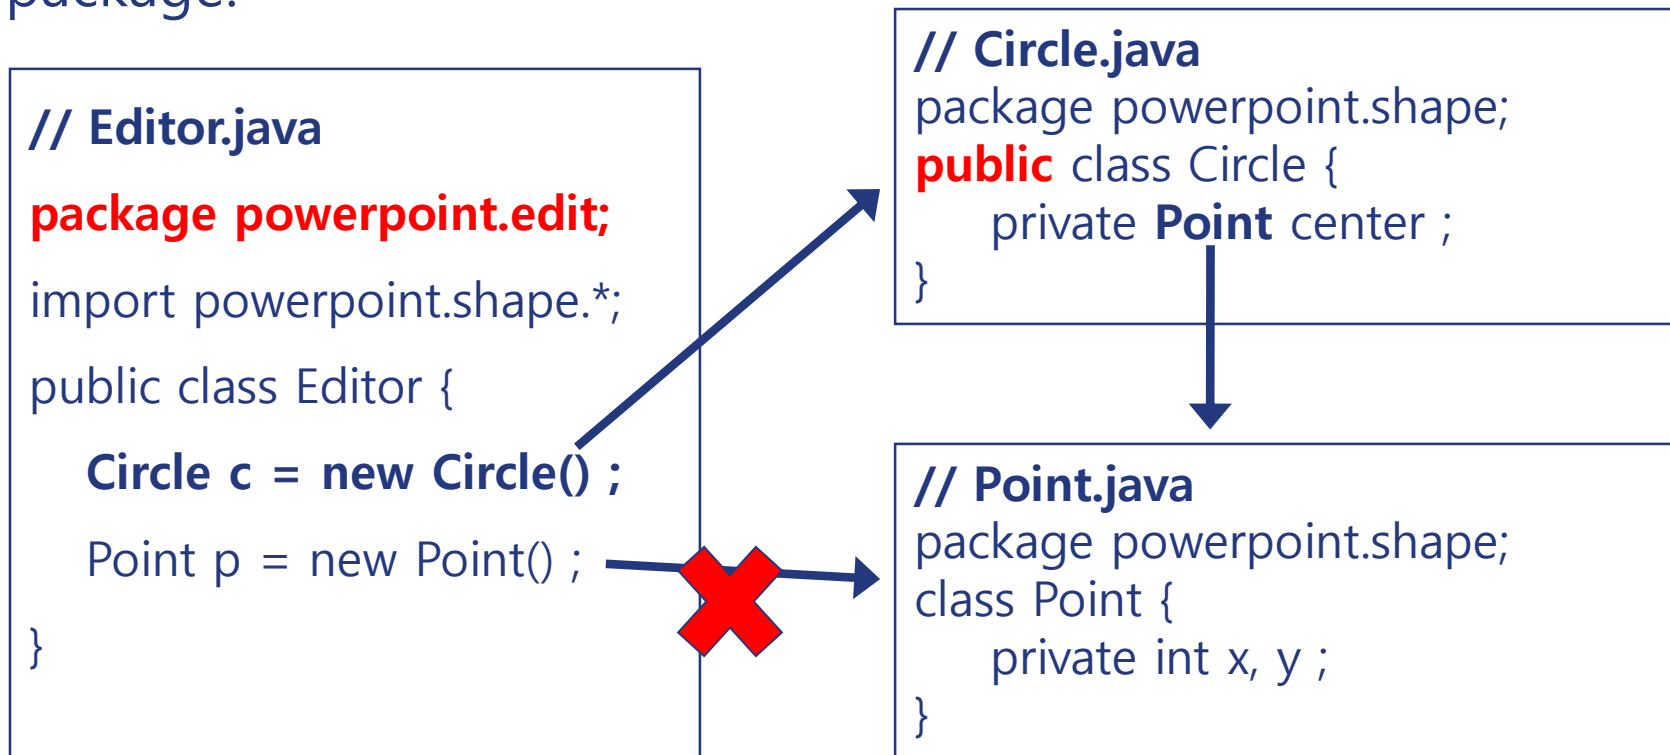 package.
// Editor.java
package powerpoint.edit;
import powerpoint.shape.*;
public class Editor {
Circle c = new Circle() ;
Point p = new Point() ;
}
// Circle.java
package powerpoint.shape;
public class Circle {
private Point center ;
}
// Point.java
package powerpoint.shape;
class Point {
private int x, y ;
}